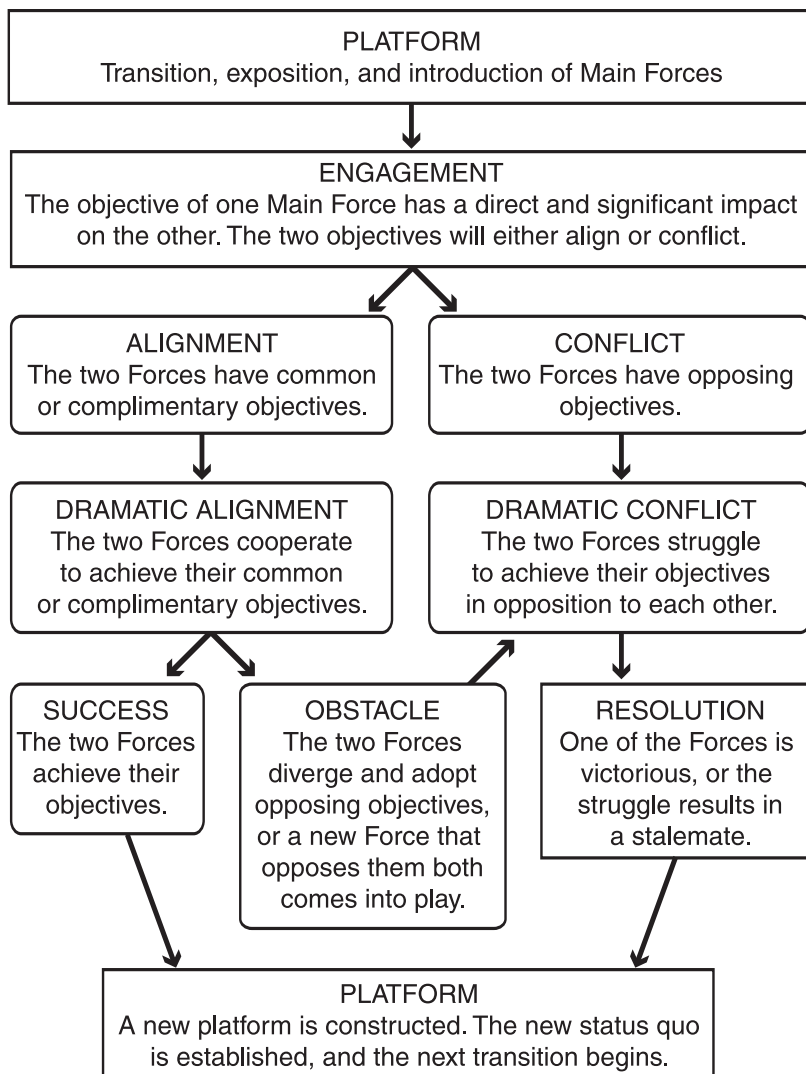 PLATFORM
Transition, exposition, and introduction of Main Forces
ENGAGEMENT
The objective of one Main Force has a direct and significant impact
on the other. The two objectives will either align or conflict.
ALIGNMENT
The two Forces have common
or complimentary objectives.
CONFLICT
The two Forces have opposing
objectives.
DRAMATIC ALIGNMENT
The two Forces cooperate
to achieve their common
or complimentary objectives.
DRAMATIC CONFLICT
The two Forces struggle
to achieve their objectives
in opposition to each other.
SUCCESS
The two Forces
achieve their
objectives.
OBSTACLE
The two Forces
diverge and adopt
opposing objectives,
or a new Force that
opposes them both
comes into play.
RESOLUTION
One of the Forces is
victorious, or the
struggle results in
a stalemate.
PLATFORM
A new platform is constructed. The new status quo
is established, and the next transition begins.